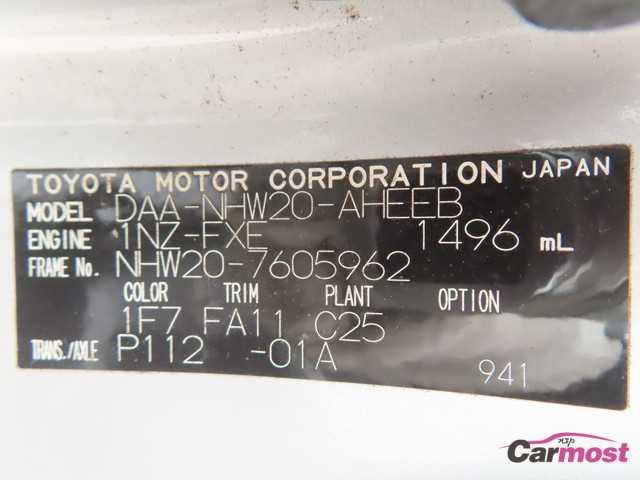 TOYOTA MOTOR CORPORATION JAPAN
MODEL DAA-NHW20-AHEEB
ENGINE 1NZ-FXE 1496 mL
FRAME No. NHW20-7605962
COLOR TRIM PLANT OPTION
1F7 FA11 C25
TRANS./AXLE P112 -01A
941
Carmost